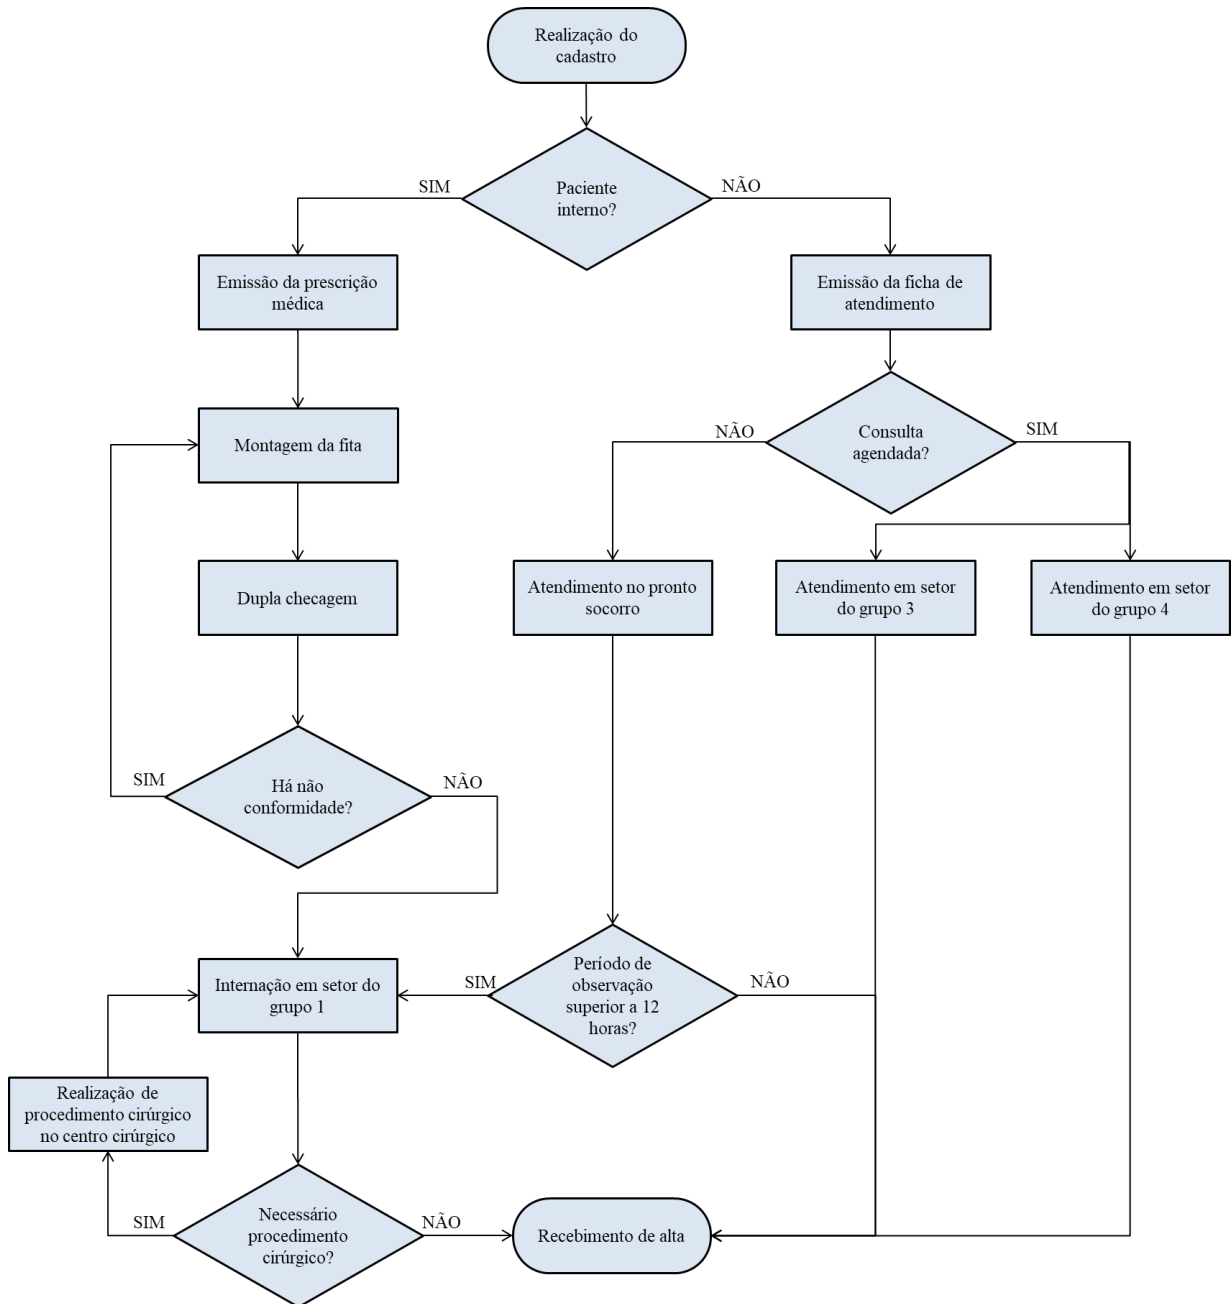 Realização do
cadastro
SIM
Paciente
interno?
NÃO
Emissão da prescrição
médica
Emissão da ficha de
atendimento
Montagem da fita
NÃO
Consulta
agendada?
SIM
Dupla checagem
Atendimento no pronto
socorro
Atendimento em setor
do grupo 3
Atendimento em setor
do grupo 4
SIM
Há não
conformidade?
NÃO
Internação em setor do
grupo 1
SIM
Período de
observação
superior a 12
horas?
NÃO
Realização de
procedimento cirúrgico
no centro cirúrgico
SIM
Necessário
procedimento
cirúrgico?
NÃO
Recebimento de alta